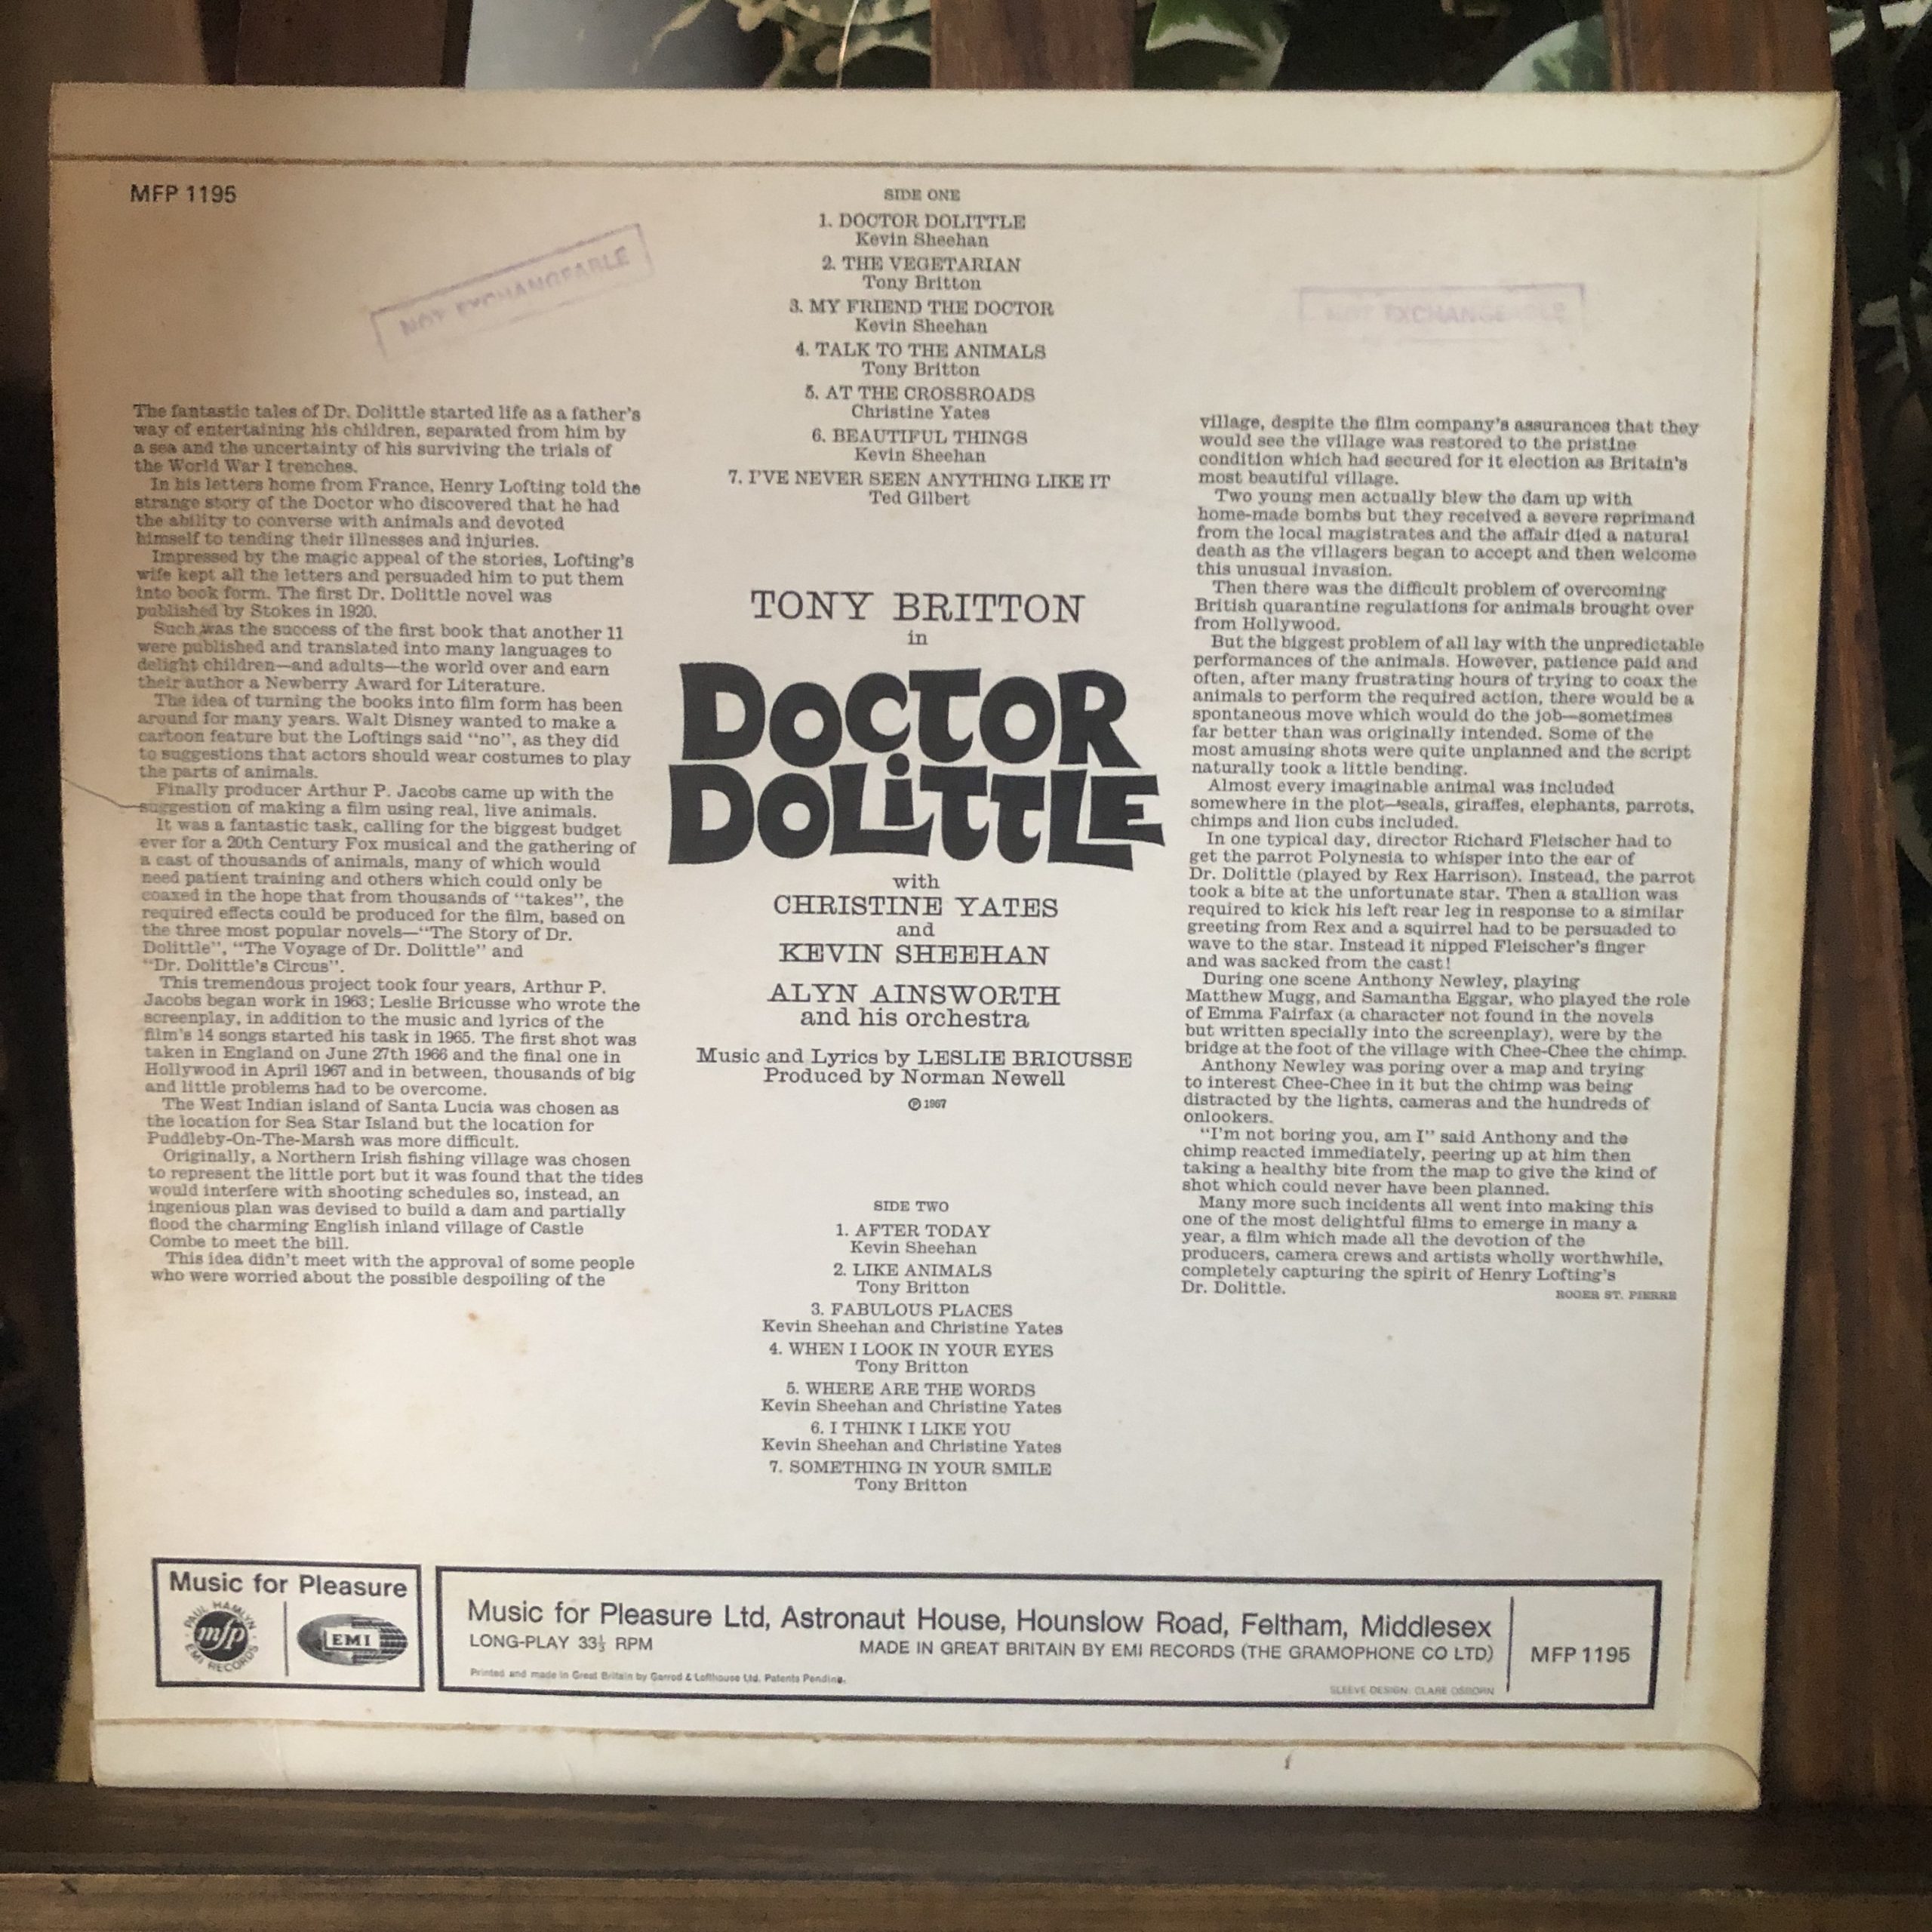 MFP 1195
NOT EXCHANGEABLE
NOT EXCHANGEABLE
SIDE ONE
1. DOCTOR DOLITTLE
Kevin Sheehan
2. THE VEGETARIAN
Tony Britton
3. MY FRIEND THE DOCTOR
Kevin Sheehan
4. TALK TO THE ANIMALS
Tony Britton
5. AT THE CROSSROADS
Christine Yates
6. BEAUTIFUL THINGS
Kevin Sheehan
7. I'VE NEVER SEEN ANYTHING LIKE IT
Ted Gilbert
The fantastic tales of Dr. Dolittle started life as a father's
way of entertaining his children, separated from him by
a sea and the uncertainty of his surviving the trials of
the World War I trenches.
In his letters home from France, Henry Lofting told the
strange story of the Doctor who discovered that he had
the ability to converse with animals and devoted
himself to tending their illnesses and injuries.
Impressed by the magic appeal of the stories, Lofting's
wife kept all the letters and persuaded him to put them
into book form. The first Dr. Dolittle novel was
published by Stokes in 1920.
Such was the success of the first book that another 11
were published and translated into many languages to
delight children—and adults—the world over and earn
their author a Newberry Award for Literature.
The idea of turning the books into film form has been
around for many years. Walt Disney wanted to make a
cartoon feature but the Loftings said "no", as they did
to suggestions that actors should wear costumes to play
the parts of animals.
Finally producer Arthur P. Jacobs came up with the
suggestion of making a film using real, live animals.
It was a fantastic task, calling for the biggest budget
ever for a 20th Century Fox musical and the gathering of
a cast of thousands of animals, many of which would
need patient training and others which could only be
coaxed in the hope that from thousands of "takes", the
required effects could be produced for the film, based on
the three most popular novels—"The Story of Dr.
Dolittle", "The Voyage of Dr. Dolittle" and
"Dr. Dolittle's Circus".
This tremendous project took four years, Arthur P.
Jacobs began work in 1963; Leslie Bricusse who wrote the
screenplay, in addition to the music and lyrics of the
film's 14 songs started his task in 1965. The first shot was
taken in England on June 27th 1966 and the final one in
Hollywood in April 1967 and in between, thousands of big
and little problems had to be overcome.
The West Indian island of Santa Lucia was chosen as
the location for Sea Star Island but the location for
Puddleby-On-The-Marsh was more difficult.
Originally, a Northern Irish fishing village was chosen
to represent the little port but it was found that the tides
would interfere with shooting schedules so, instead, an
ingenious plan was devised to build a dam and partially
flood the charming English inland village of Castle
Combe to meet the bill.
This idea didn't meet with the approval of some people
who were worried about the possible despoiling of the
TONY BRITTON
in
DOCTOR
DOLITTLE
with
CHRISTINE YATES
and
KEVIN SHEEHAN
ALYN AINSWORTH
and his orchestra
Music and Lyrics by LESLIE BRICUSSE
Produced by Norman Newell
℗ 1967
SIDE TWO
1. AFTER TODAY
Kevin Sheehan
2. LIKE ANIMALS
Tony Britton
3. FABULOUS PLACES
Kevin Sheehan and Christine Yates
4. WHEN I LOOK IN YOUR EYES
Tony Britton
5. WHERE ARE THE WORDS
Kevin Sheehan and Christine Yates
6. I THINK I LIKE YOU
Kevin Sheehan and Christine Yates
7. SOMETHING IN YOUR SMILE
Tony Britton
village, despite the film company's assurances that they
would see the village was restored to the pristine
condition which had secured for it election as Britain's
most beautiful village.
Two young men actually blew the dam up with
home-made bombs but they received a severe reprimand
from the local magistrates and the affair died a natural
death as the villagers began to accept and then welcome
this unusual invasion.
Then there was the difficult problem of overcoming
British quarantine regulations for animals brought over
from Hollywood.
But the biggest problem of all lay with the unpredictable
performances of the animals. However, patience paid and
often, after many frustrating hours of trying to coax the
animals to perform the required action, there would be a
spontaneous move which would do the job—sometimes
far better than was originally intended. Some of the
most amusing shots were quite unplanned and the script
naturally took a little bending.
Almost every imaginable animal was included
somewhere in the plot—seals, giraffes, elephants, parrots,
chimps and lion cubs included.
In one typical day, director Richard Fleischer had to
get the parrot Polynesia to whisper into the ear of
Dr. Dolittle (played by Rex Harrison). Instead, the parrot
took a bite at the unfortunate star. Then a stallion was
required to kick his left rear leg in response to a similar
greeting from Rex and a squirrel had to be persuaded to
wave to the star. Instead it nipped Fleischer's finger
and was sacked from the cast!
During one scene Anthony Newley, playing
Matthew Mugg, and Samantha Eggar, who played the role
of Emma Fairfax (a character not found in the novels
but written specially into the screenplay), were by the
bridge at the foot of the village with Chee-Chee the chimp.
Anthony Newley was poring over a map and trying
to interest Chee-Chee in it but the chimp was being
distracted by the lights, cameras and the hundreds of
onlookers.
"I'm not boring you, am I" said Anthony and the
chimp reacted immediately, peering up at him then
taking a healthy bite from the map to give the kind of
shot which could never have been planned.
Many more such incidents all went into making this
one of the most delightful films to emerge in many a
year, a film which made all the devotion of the
producers, camera crews and artists wholly worthwhile,
completely capturing the spirit of Henry Lofting's
Dr. Dolittle.
ROGER ST. PIERRE
Music for Pleasure
PAUL HAMLYN
mfp
EMI RECORDS
EMI
Music for Pleasure Ltd, Astronaut House, Hounslow Road, Feltham, Middlesex
LONG-PLAY 33⅓ RPM
MADE IN GREAT BRITAIN BY EMI RECORDS (THE GRAMOPHONE CO LTD)
Printed and made in Great Britain by Garrod & Lofthouse Ltd. Patents Pending.
SLEEVE DESIGN: CLARE OSBORN
MFP 1195